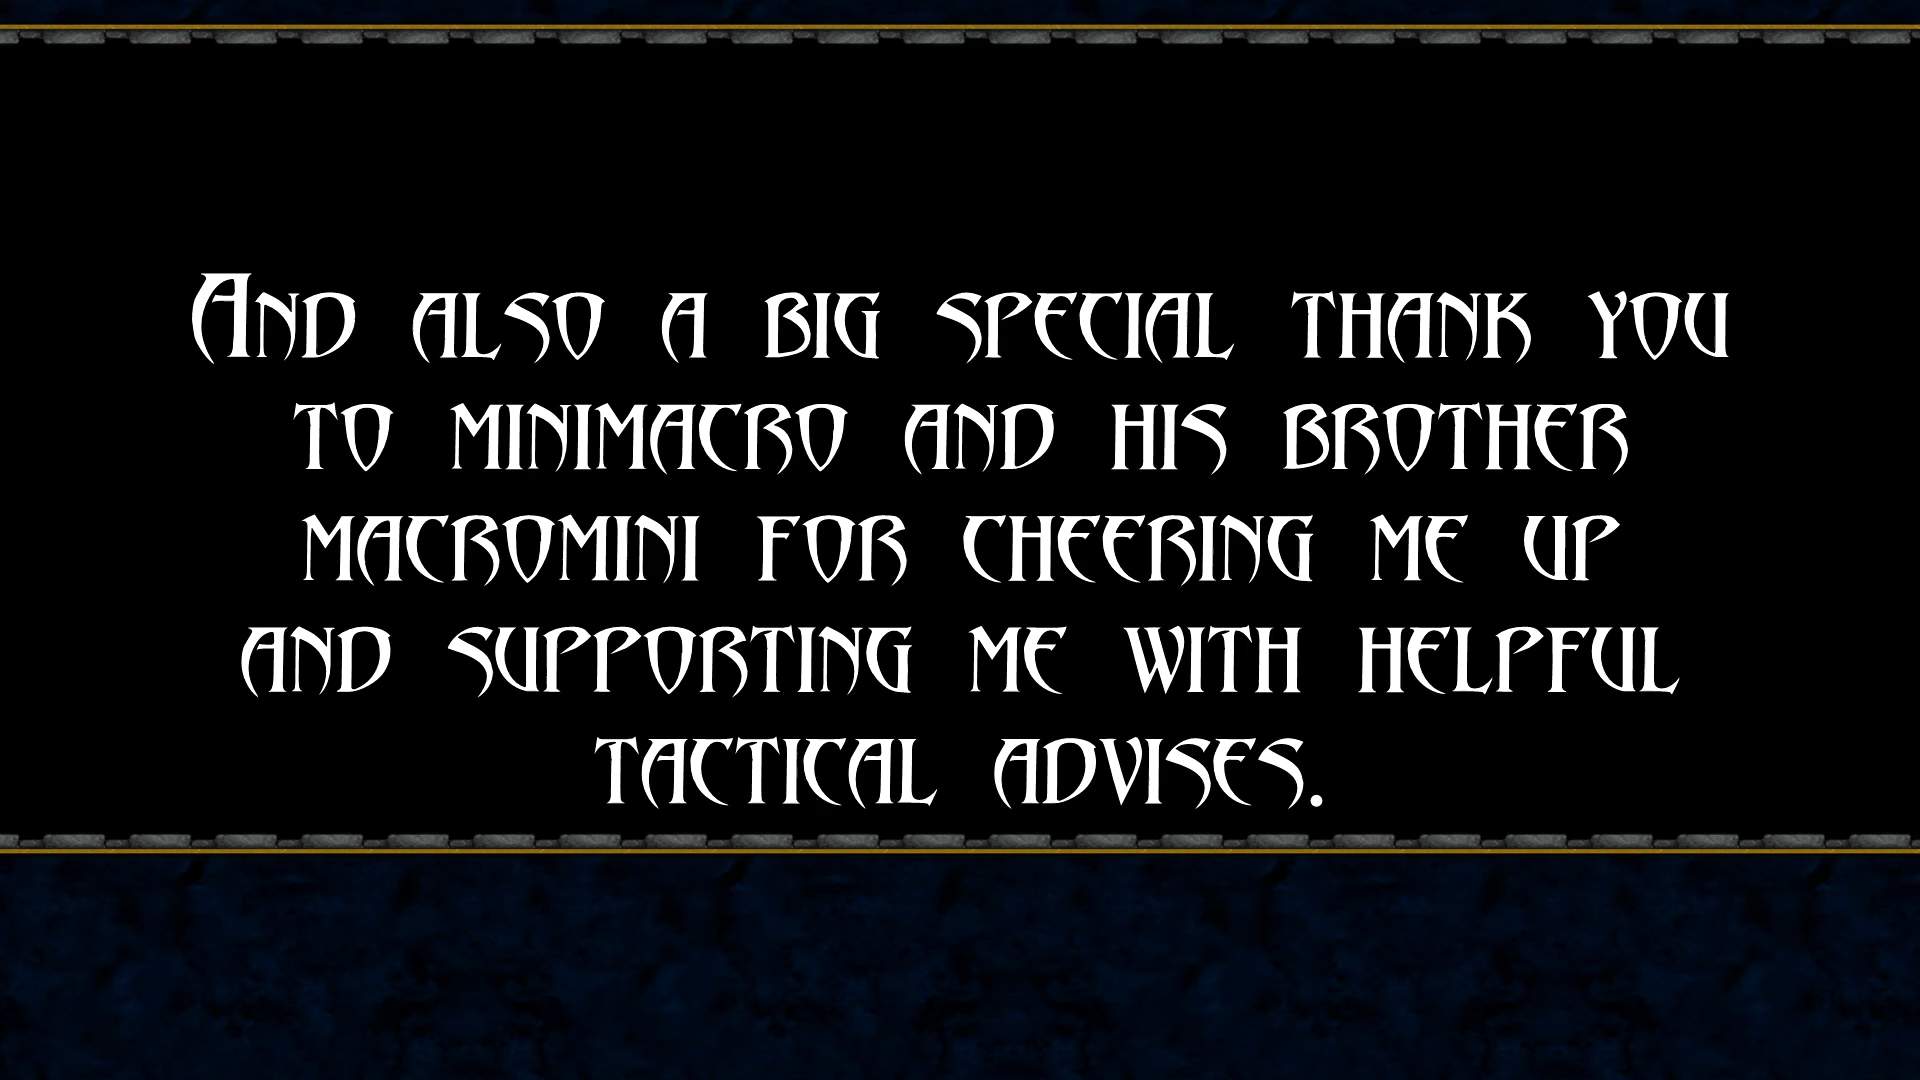 And also a big special thank you
to minimacro and his brother
macromini for cheering me up
and supporting me with helpful
tactical advises.